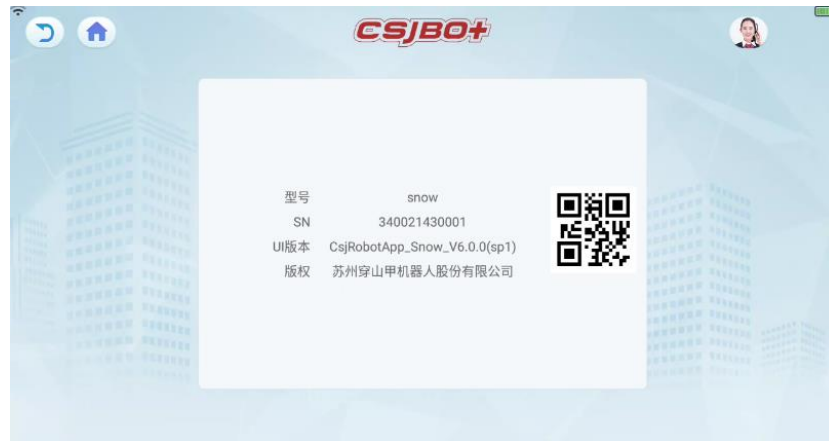 CSJBO+
型号 snow
SN 340021430001
UI版本 CsjRobotApp_Snow_V6.0.0(sp1)
版权 苏州穿山甲机器人股份有限公司